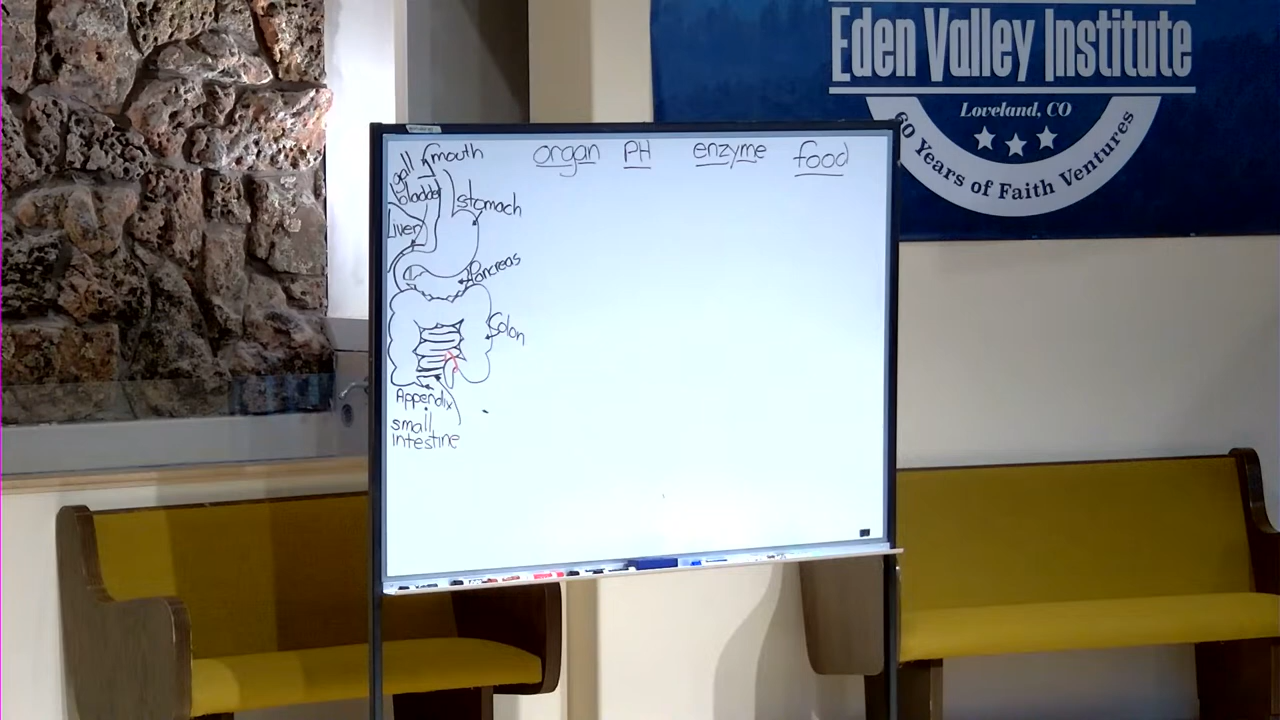 Eden Valley Institute
Loveland, CO
60 Years of Faith Ventures
mouth
organ PH enzyme food
gall
bladder
stomach
Liver
Pancreas
Colon
Appendix
small
intestine